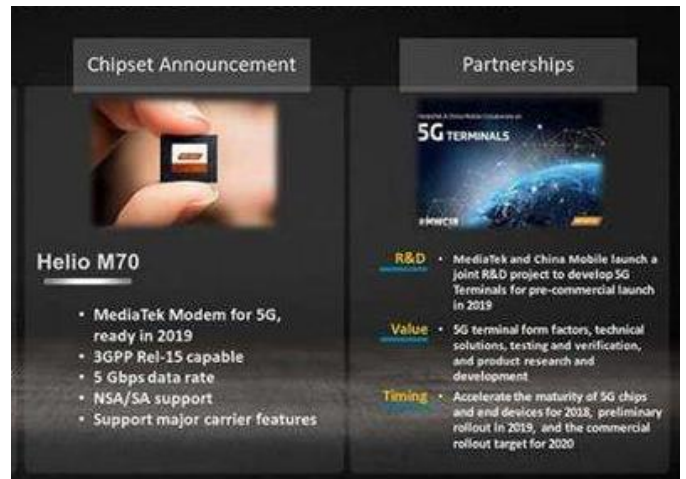 Chipset Announcement
Helio M70
• MediaTek Modem for 5G,
ready in 2019
• 3GPP Rel-15 capable
• 5 Gbps data rate
• NSA/SA support
• Support major carrier features
Partnerships
5G TERMINALS
#MWC18
R&D • MediaTek and China Mobile launch a
joint R&D project to develop 5G
Terminals for pre-commercial launch
in 2019
Value • 5G terminal form factors, technical
solutions, testing and verification,
and product research and
development
Timing • Accelerate the maturity of 5G chips
and end devices for 2018, preliminary
rollout in 2019, and the commercial
rollout target for 2020